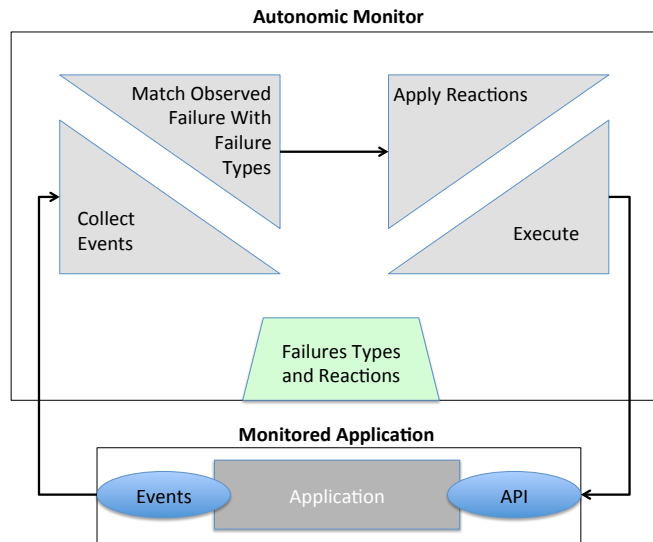 Autonomic Monitor
Match Observed
Failure With
Failure
Types
Apply Reactions
Collect
Events
Execute
Failures Types
and Reactions
Monitored Application
Events
Application
API